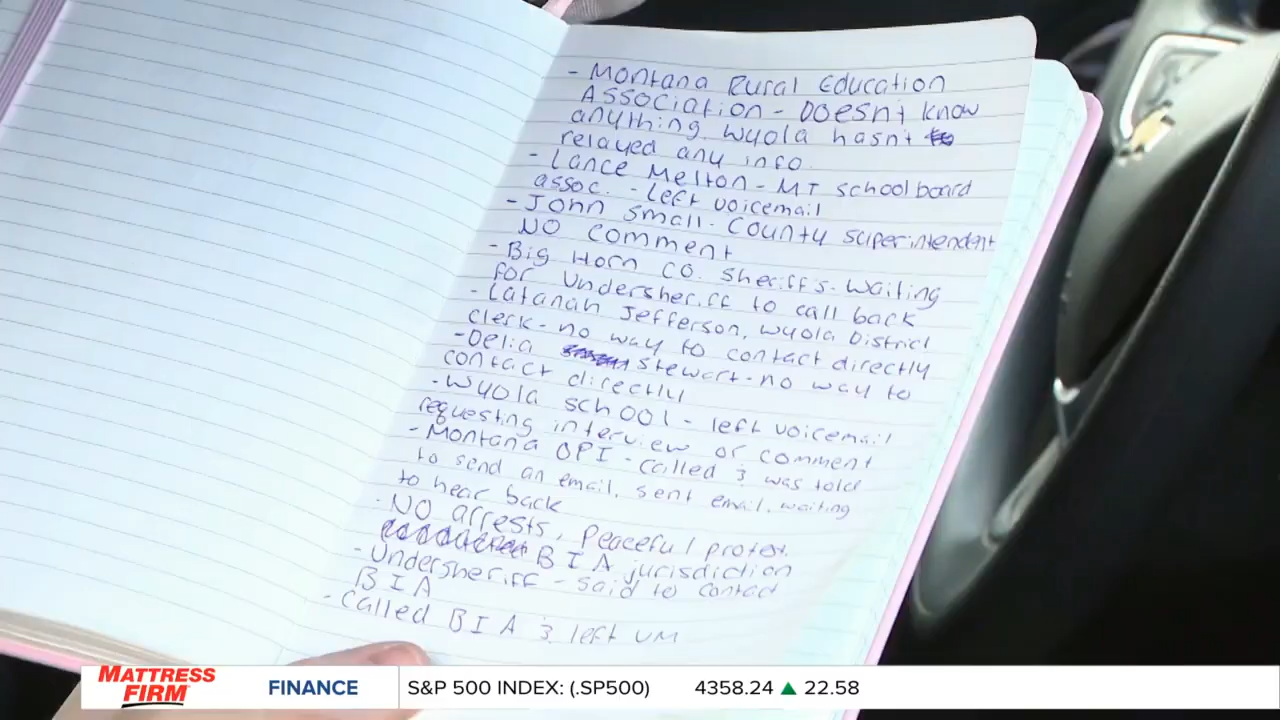 - Montana Rural Education
Association - Doesn't know
anything. Wyola hasn't
relayed any info.
- Lance Melton - MT schoolboard
assoc. - left voicemail
- John Small - County superintendent
NO comment
- Big Horn Co. Sheriff's - waiting
for Undersheriff to call back
- Latanah Jefferson, Wyola District
clerk - no way to contact directly
- Delia Stewart - no way to
contact directly
- Wyola School - left voicemail
requesting interview or comment
- Montana OPI - called & was told
to send an email, sent email, waiting
to hear back
- NO arrests, peaceful protest.
BIA jurisdiction
- Undersheriff - said to contact
BIA
- Called BIA & left VM
MATTRESS
FIRM
FINANCE S&P 500 INDEX: (.SP500) 4358.24 ▲ 22.58